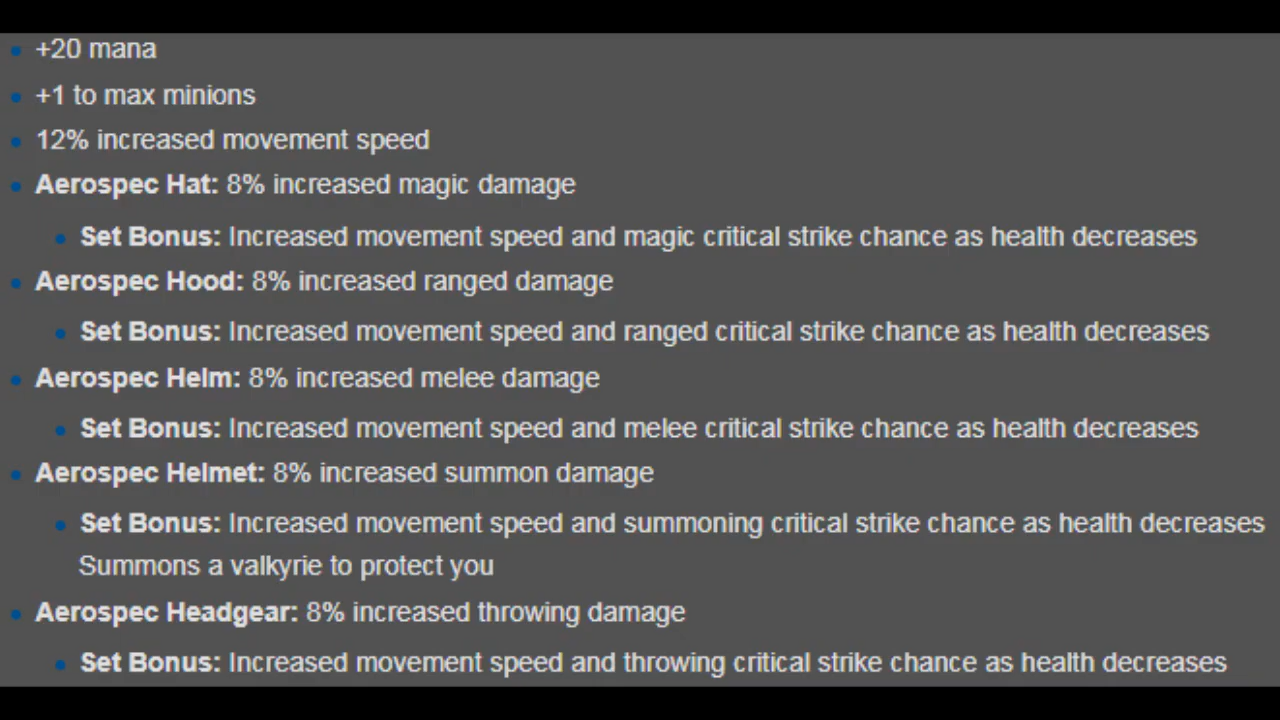 +20 mana
+1 to max minions
12% increased movement speed
Aerospec Hat: 8% increased magic damage
Set Bonus: Increased movement speed and magic critical strike chance as health decreases
Aerospec Hood: 8% increased ranged damage
Set Bonus: Increased movement speed and ranged critical strike chance as health decreases
Aerospec Helm: 8% increased melee damage
Set Bonus: Increased movement speed and melee critical strike chance as health decreases
Aerospec Helmet: 8% increased summon damage
Set Bonus: Increased movement speed and summoning critical strike chance as health decreases
Summons a valkyrie to protect you
Aerospec Headgear: 8% increased throwing damage
Set Bonus: Increased movement speed and throwing critical strike chance as health decreases